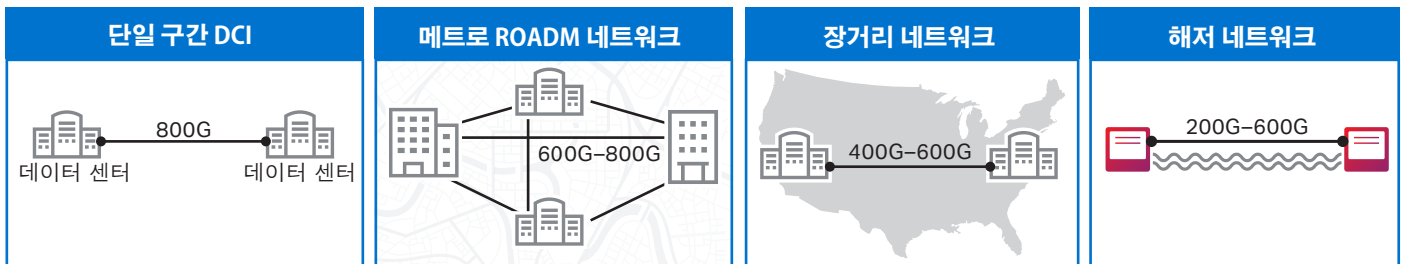 단일 구간 DCI
800G
데이터 센터
데이터 센터
메트로 ROADM 네트워크
600G–800G
장거리 네트워크
400G–600G
해저 네트워크
200G–600G